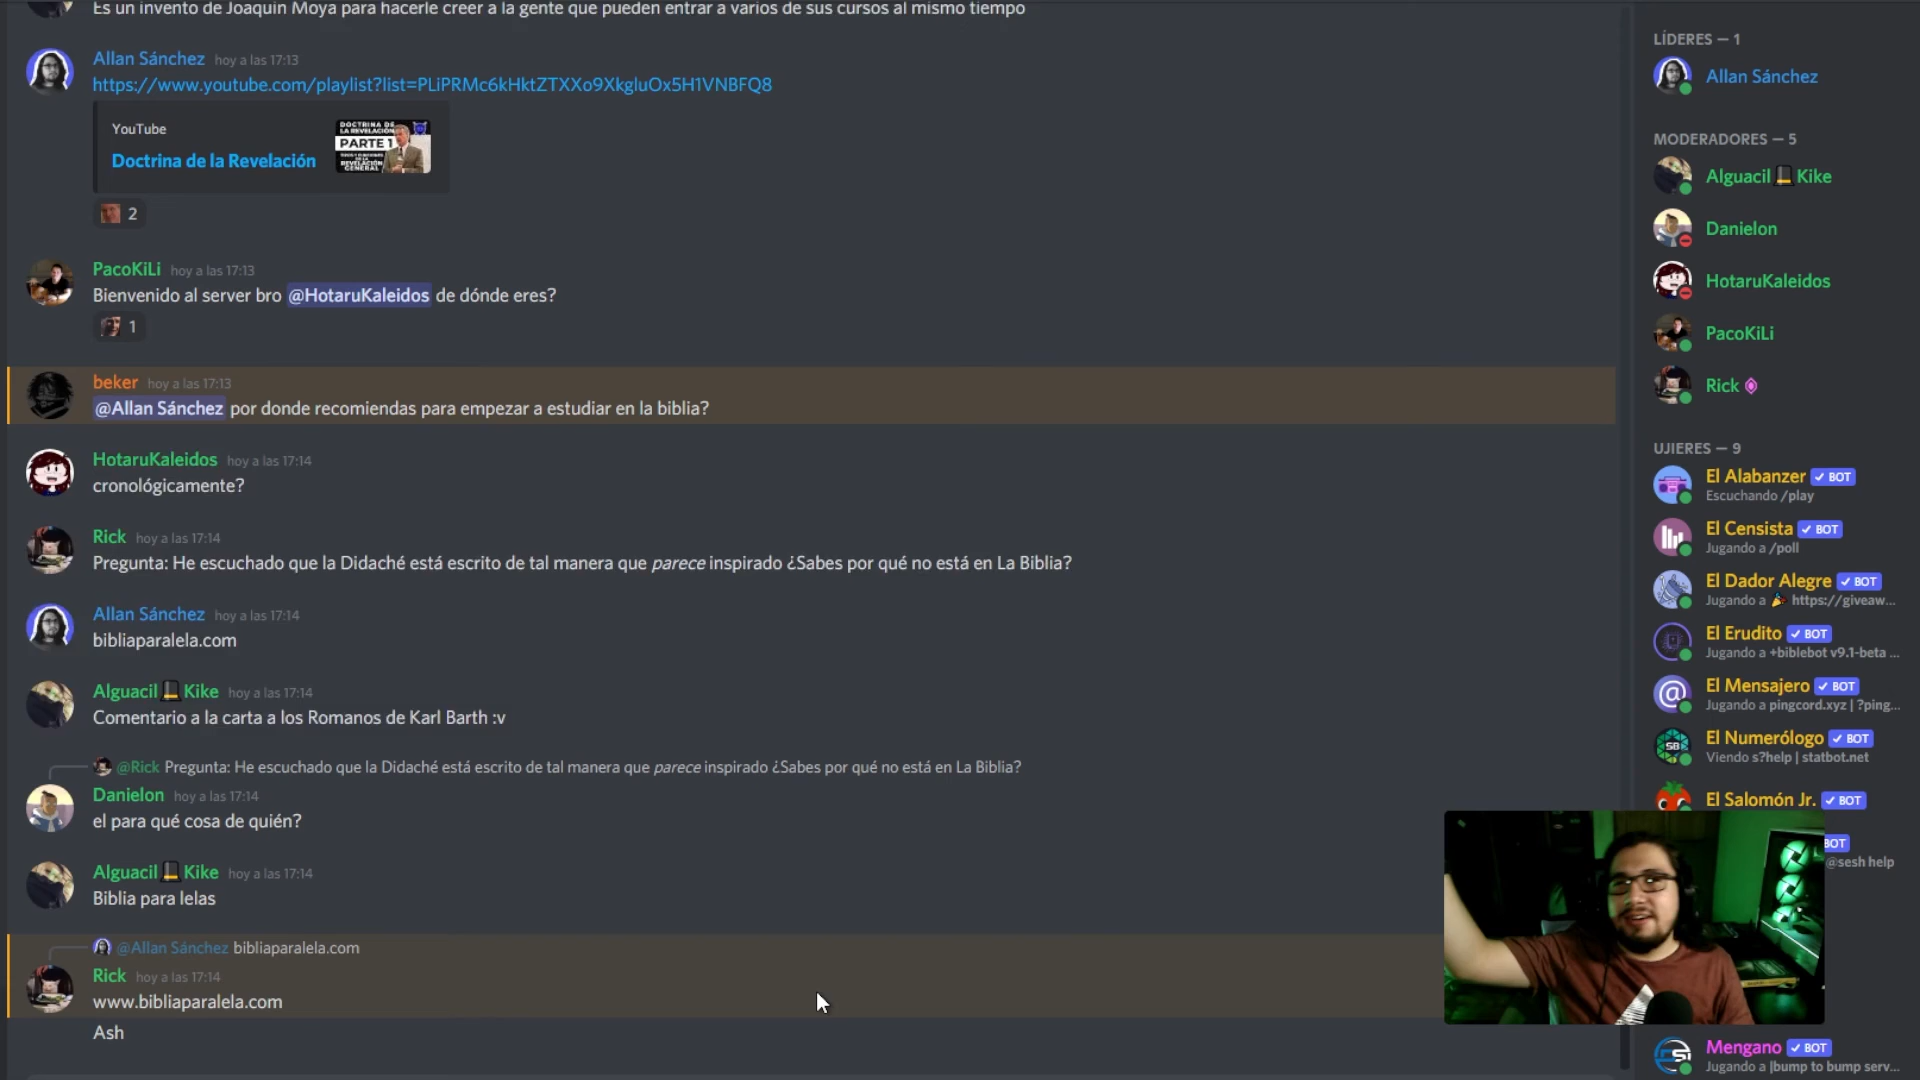 Es un invento de Joaquín Moya para hacerle creer a la gente que pueden entrar a varios de sus cursos al mismo tiempo
Allan Sánchez hoy a las 17:13
https://www.youtube.com/playlist?list=PLiPRMc6kHktZTXXo9XkgluOx5H1VNBFQ8
YouTube
Doctrina de la Revelación
DOCTRINA DE
LA REVELACIÓN
PARTE 1
REVELACIÓN
GENERAL
2
PacoKiLi hoy a las 17:13
Bienvenido al server bro @HotaruKaleidos de dónde eres?
1
beker hoy a las 17:13
@Allan Sánchez por donde recomiendas para empezar a estudiar en la biblia?
HotaruKaleidos hoy a las 17:14
cronológicamente?
Rick hoy a las 17:14
Pregunta: He escuchado que la Didaché está escrito de tal manera que parece inspirado ¿Sabes por qué no está en La Biblia?
Allan Sánchez hoy a las 17:14
bibliaparalela.com
Alguacil Kike hoy a las 17:14
Comentario a la carta a los Romanos de Karl Barth :v
@Rick Pregunta: He escuchado que la Didaché está escrito de tal manera que parece inspirado ¿Sabes por qué no está en La Biblia?
Danielon hoy a las 17:14
el para qué cosa de quién?
Alguacil Kike hoy a las 17:14
Biblia para lelas
@Allan Sánchez bibliaparalela.com
Rick hoy a las 17:14
www.bibliaparalela.com
Ash
LÍDERES — 1
Allan Sánchez
MODERADORES — 5
Alguacil Kike
Danielon
HotaruKaleidos
PacoKiLi
Rick
UJIERES — 9
El Alabanzer BOT
Escuchando /play
El Censista BOT
Jugando a /poll
El Dador Alegre BOT
Jugando a https://giveaw...
El Erudito BOT
Jugando a +biblebot v9.1-beta ...
El Mensajero BOT
Jugando a pingcord.xyz | ?ping...
SB
El Numerólogo BOT
Viendo s?help | statbot.net
El Salomón Jr. BOT
BOT
@sesh help
Mengano BOT
Jugando a |bump to bump serv...